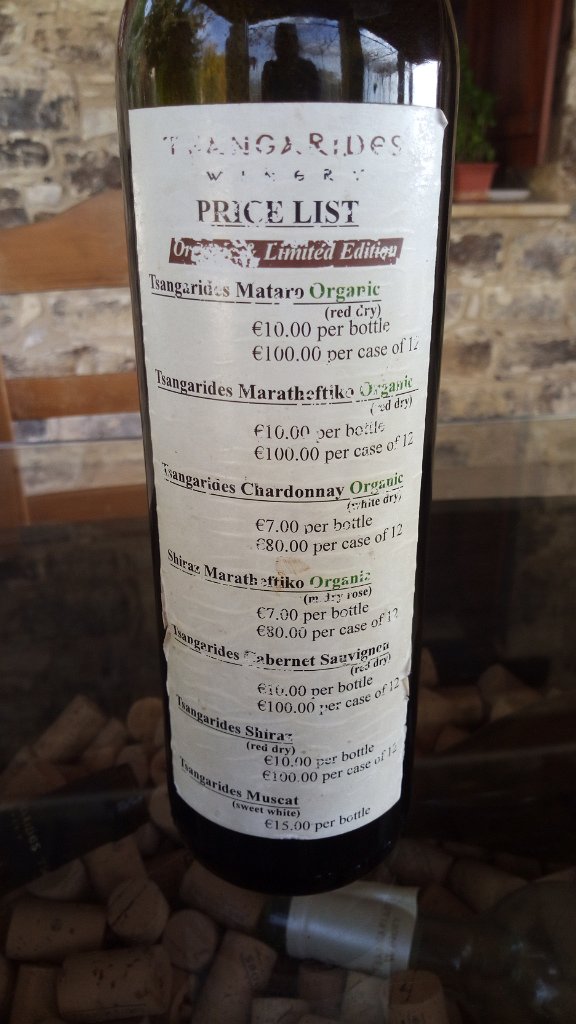 TSANGARIDES
WINERY
PRICE LIST
Organic & Limited Edition
Tsangarides Mataro Organic
(red dry)
€10.00 per bottle
€100.00 per case of 12
Tsangarides Maratheftiko Organic
(red dry)
€10.00 per bottle
€100.00 per case of 12
Tsangarides Chardonnay Organic
(white dry)
€7.00 per bottle
€80.00 per case of 12
Shiraz Maratheftiko Organic
(m dry rose)
€7.00 per bottle
€80.00 per case of 12
Tsangarides Cabernet Sauvignon
(red dry)
€10.00 per bottle
€100.00 per case of 12
Tsangarides Shiraz
(red dry)
€10.00 per bottle
€100.00 per case of 12
Tsangarides Muscat
(sweet white)
€15.00 per bottle